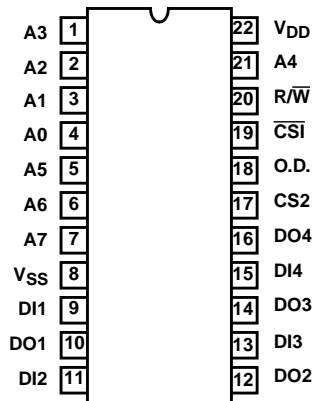 A3 1 22 VDD
A2 2 21 A4
A1 3 20 R/W̅
A0 4 19 C̅S̅I̅
A5 5 18 O.D.
A6 6 17 CS2
A7 7 16 DO4
VSS 8 15 DI4
DI1 9 14 DO3
DO1 10 13 DI3
DI2 11 12 DO2